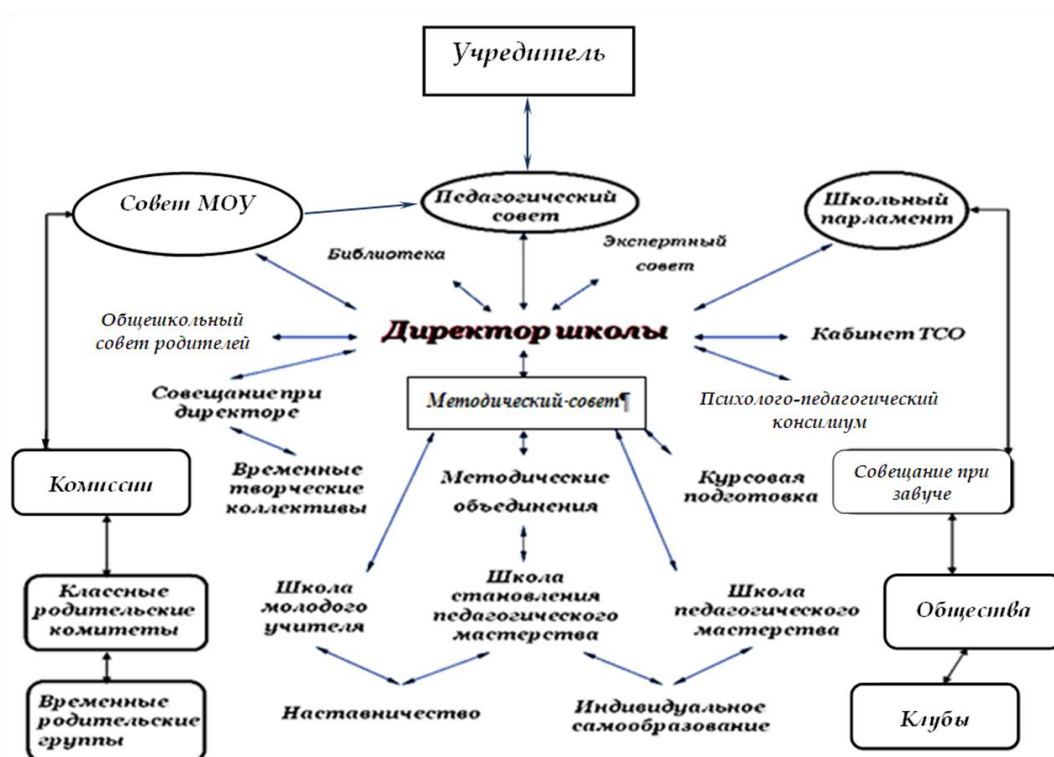 Учредитель
Совет МОУ
Педагогический
совет
Школьный
парламент
Библиотека
Экспертный
совет
Общешкольный
совет родителей
Директор школы
Кабинет ТСО
Совещание при
директоре
Методический-совет¶
Психолого-педагогический
консилиум
Комиссии
Временные
творческие
коллективы
Методические
объединения
Курсовая
подготовка
Совещание при
завуче
Классные
родительские
комитеты
Школа
молодого
учителя
Школа
становления
педагогического
мастерства
Школа
педагогического
мастерства
Общества
Временные
родительские
группы
Наставничество
Индивидуальное
самообразование
Клубы